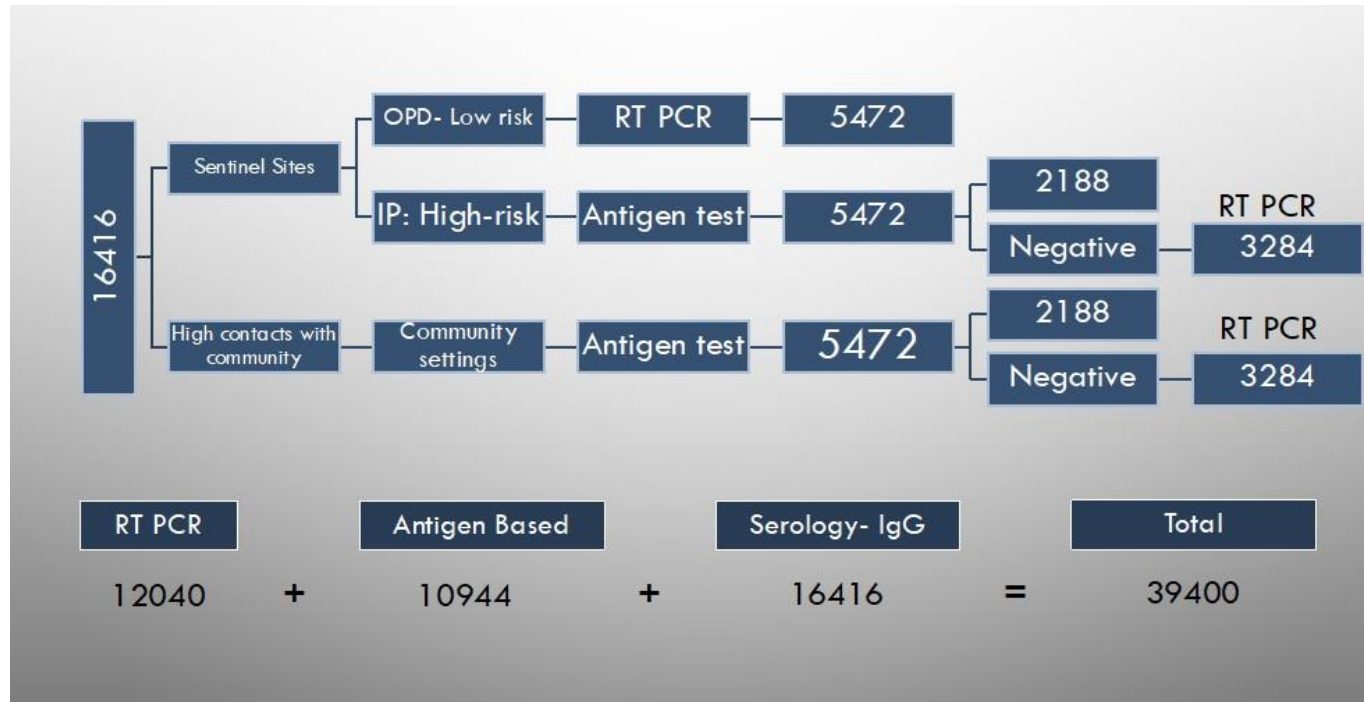 16416
Sentinel Sites
OPD- Low risk
RT PCR
5472
IP: High-risk
Antigen test
5472
2188
Negative
RT PCR
3284
High contacts with
community
Community
settings
Antigen test
5472
2188
Negative
RT PCR
3284
RT PCR
Antigen Based
Serology- IgG
Total
12040 + 10944 + 16416 = 39400